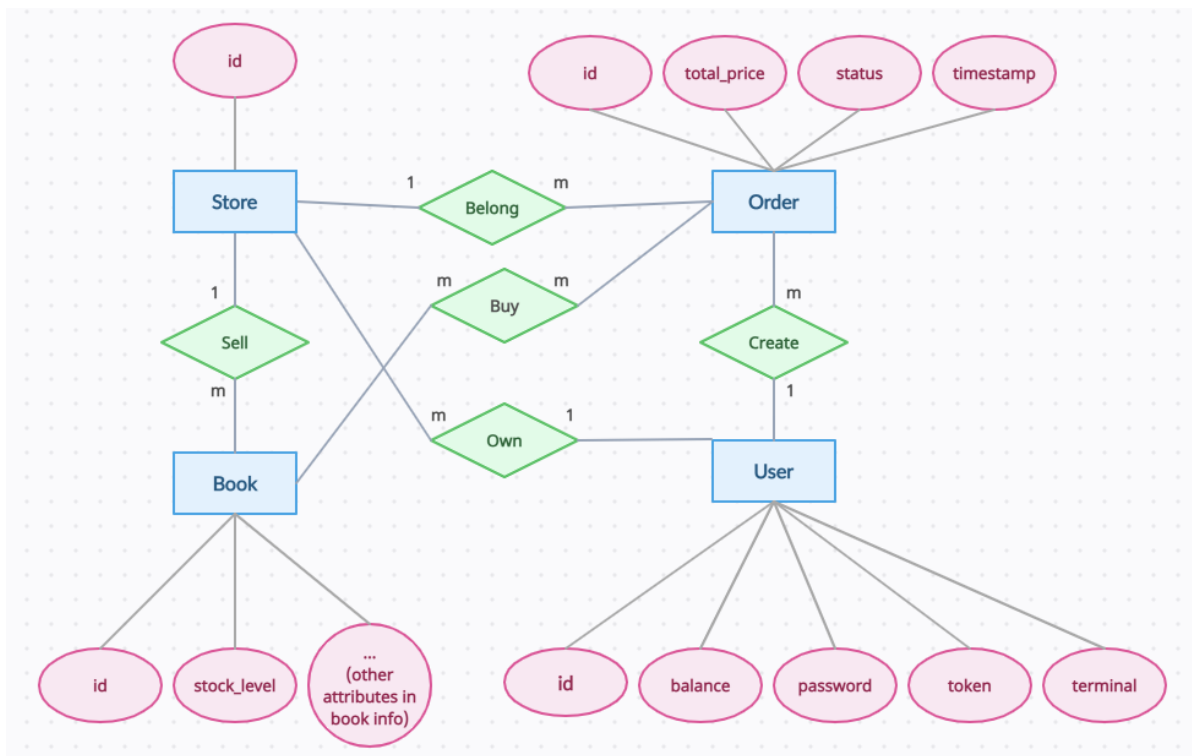 id
id
total_price
status
timestamp
Store
1
Belong
m
Order
m
Buy
m
1
Sell
m
m
Create
1
m
Own
1
Book
User
id
stock_level
...
(other
attributes in
book info)
id
balance
password
token
terminal